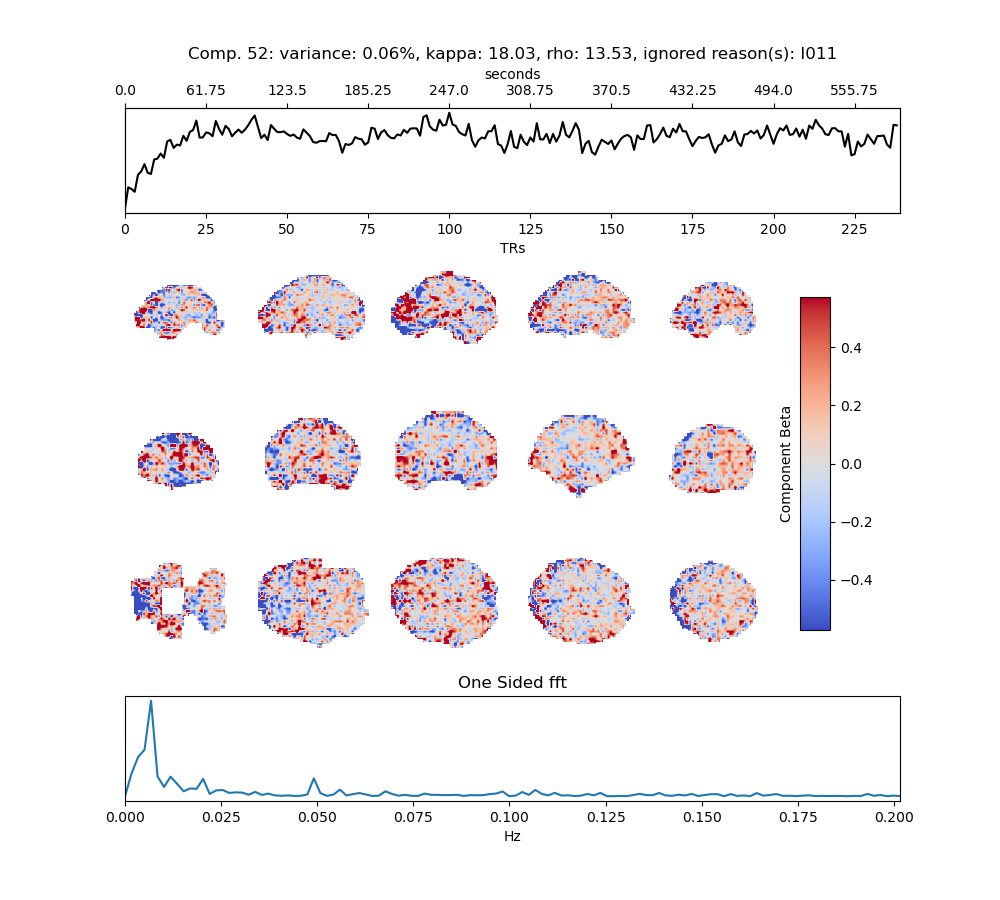 Comp. 52: variance: 0.06%, kappa: 18.03, rho: 13.53, ignored reason(s): I011
seconds
0.0 61.75 123.5 185.25 247.0 308.75 370.5 432.25 494.0 555.75
0 25 50 75 100 125 150 175 200 225
TRs
0.4
0.2
0.0
−0.2
−0.4
Component Beta
One Sided fft
0.000 0.025 0.050 0.075 0.100 0.125 0.150 0.175 0.200
Hz